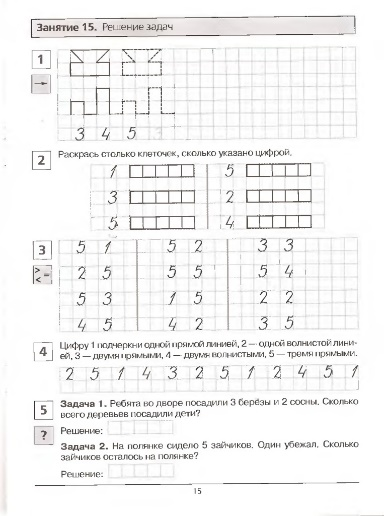 Занятие 15. Решение задач
1
3 4 5 3
2 Раскрась столько клеточек, сколько указано цифрой.
1 5
3 2
5 4
3
5 1 5 2 3 3
> < =
2 5 5 5 5 4
5 3 1 5 2 2
4 5 4 2 3 5
4 Цифру 1 подчеркни одной прямой линией, 2 — одной волнистой лини-
ей, 3 — двумя прямыми, 4 — двумя волнистыми, 5 — тремя прямыми.
2 5 1 4 3 2 5 1 2 4 5 1
5 Задача 1. Ребята во дворе посадили 3 берёзы и 2 сосны. Сколько
всего деревьев посадили дети?
? Решение:
Задача 2. На полянке сидело 5 зайчиков. Один убежал. Сколько
зайчиков осталось на полянке?
Решение:
15